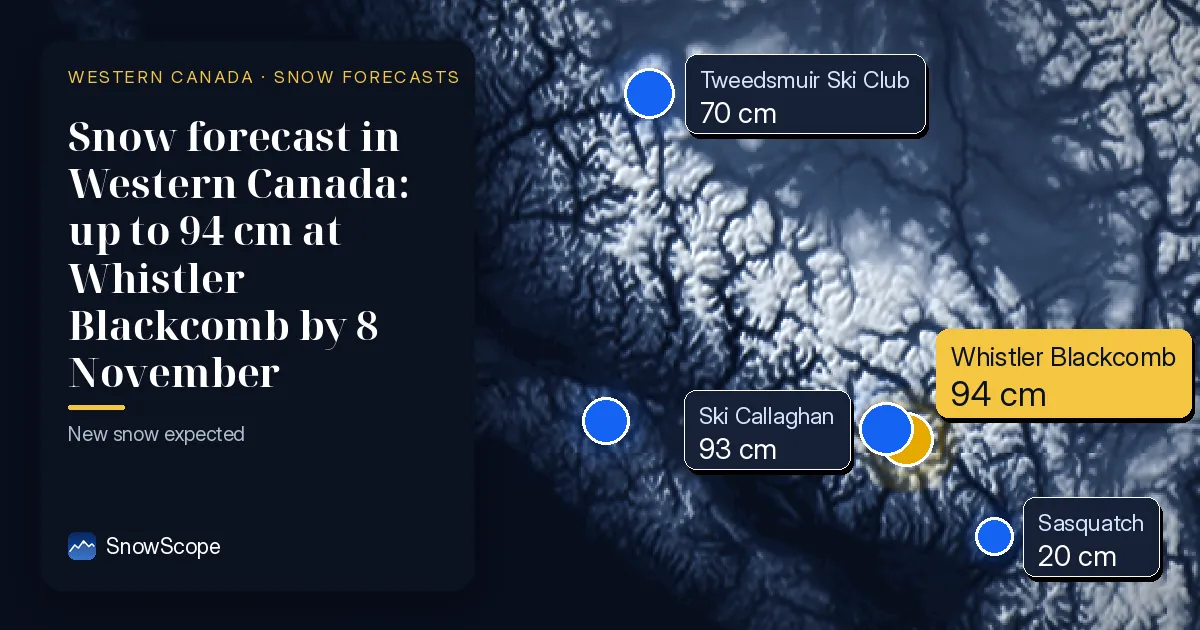 WESTERN CANADA · SNOW FORECASTS
Snow forecast in
Western Canada:
up to 94 cm at
Whistler
Blackcomb by 8
November
New snow expected
SnowScope
Tweedsmuir Ski Club
70 cm
Whistler Blackcomb
94 cm
Ski Callaghan
93 cm
Sasquatch
20 cm